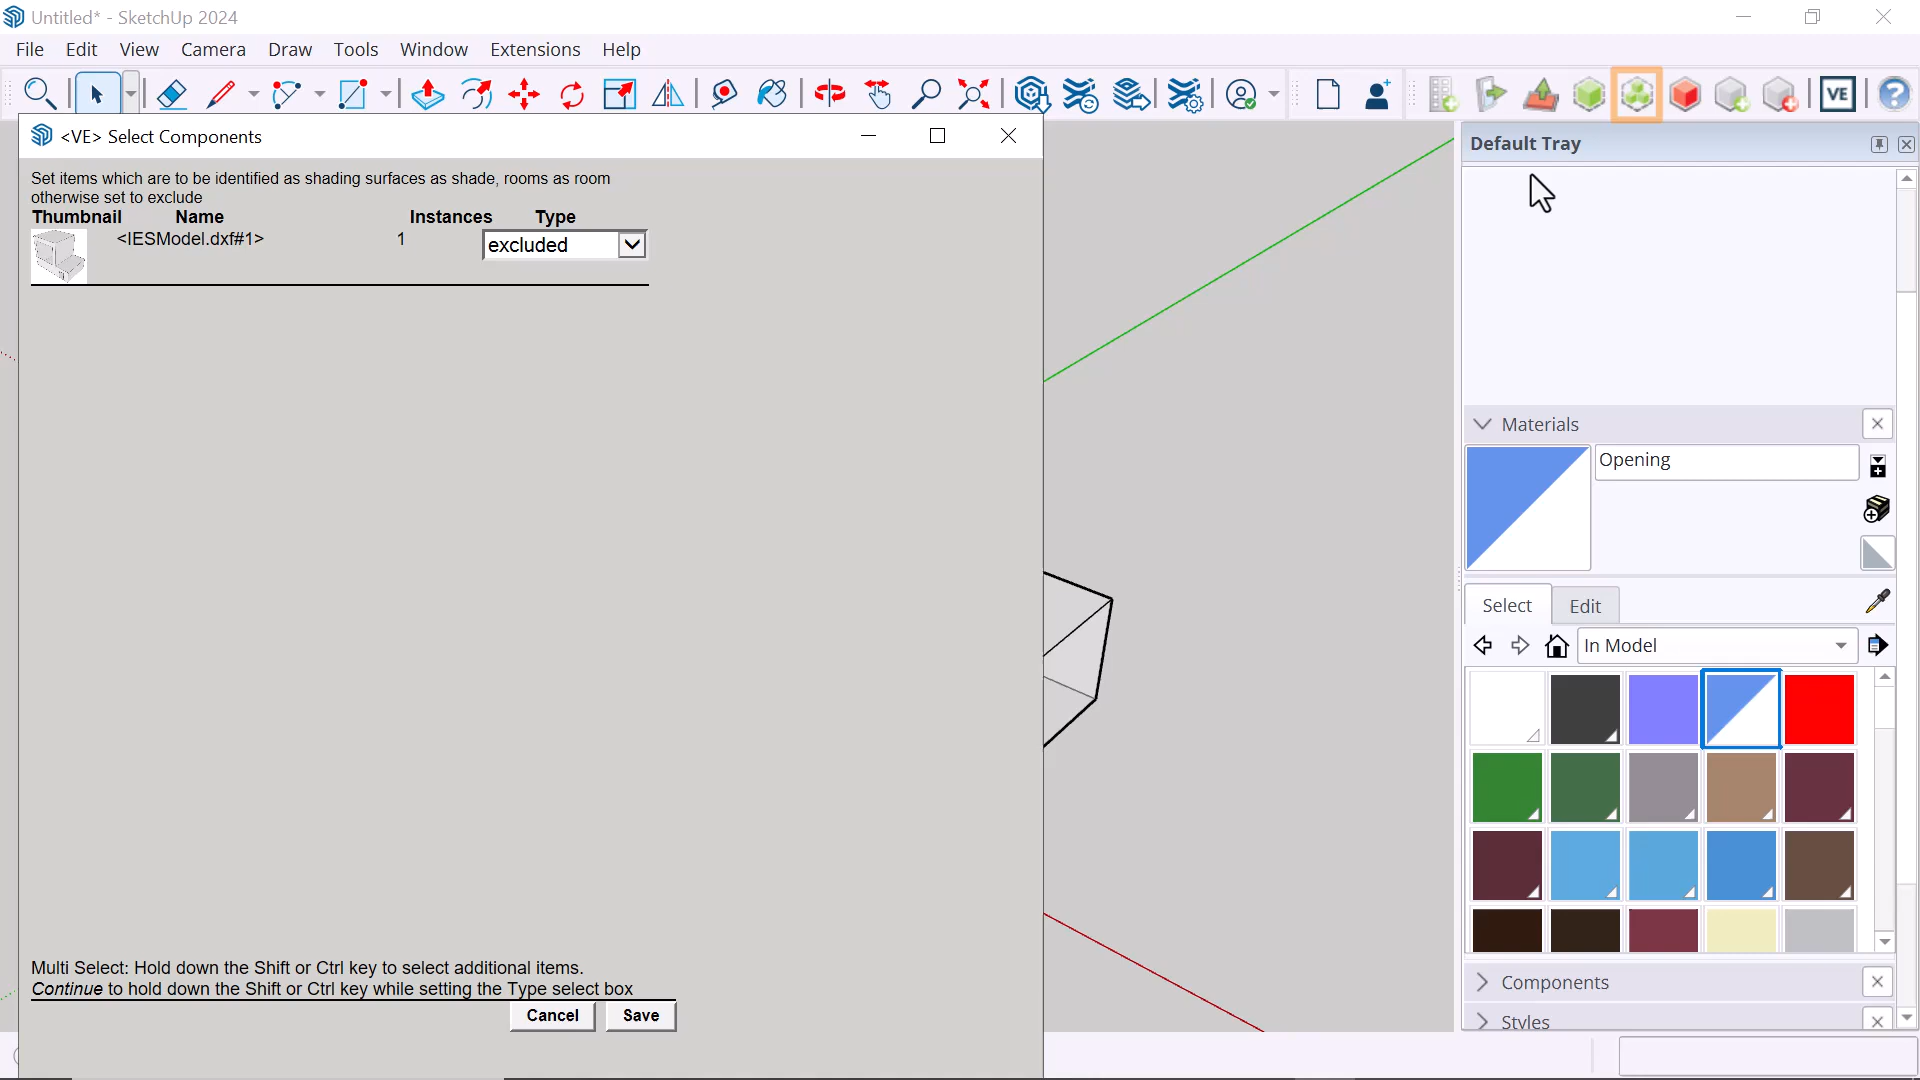 Untitled* - SketchUp 2024
File Edit View Camera Draw Tools Window Extensions Help
VE
<VE> Select Components
Default Tray
Set items which are to be identified as shading surfaces as shade, rooms as room
otherwise set to exclude
Thumbnail Name Instances Type
<IESModel.dxf#1> 1 excluded
Materials
Opening
Select Edit
In Model
Multi Select: Hold down the Shift or Ctrl key to select additional items.
Continue to hold down the Shift or Ctrl key while setting the Type select box
Cancel Save
Components
Styles